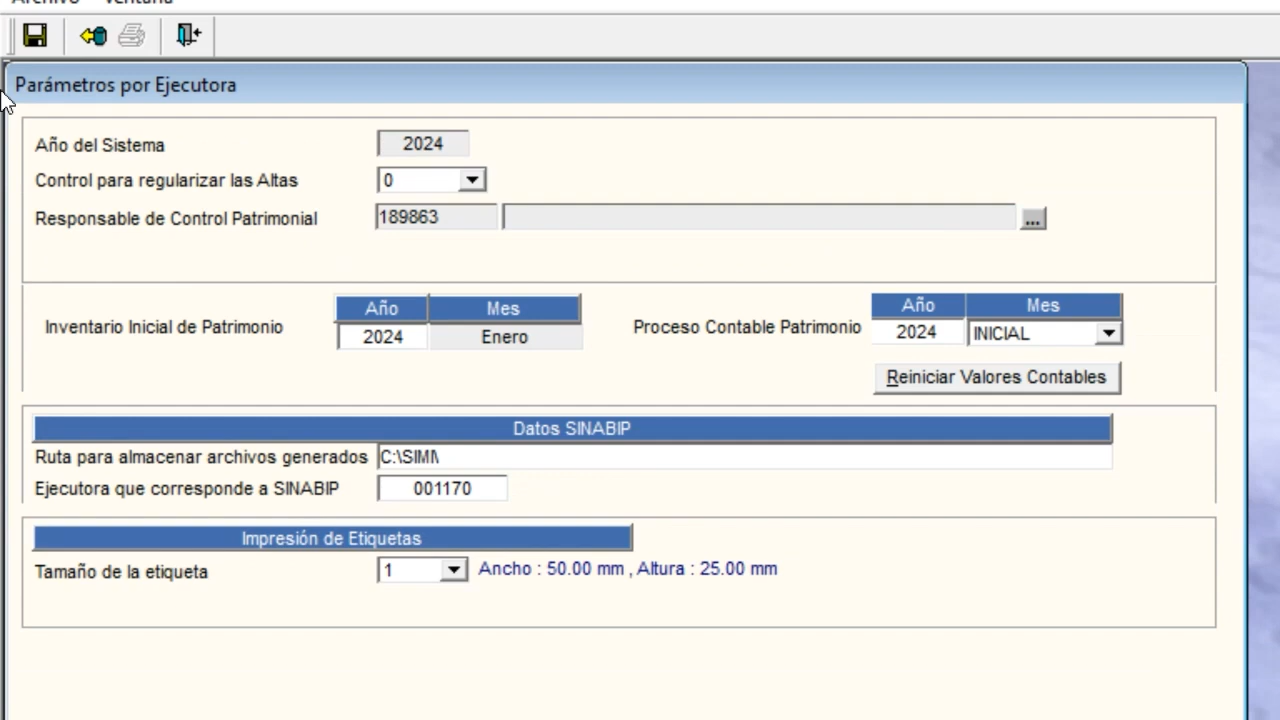 Archivo Ventana
Parámetros por Ejecutora
Año del Sistema 2024
Control para regularizar las Altas 0
Responsable de Control Patrimonial 189863 ...
Año Mes Año Mes
Inventario Inicial de Patrimonio 2024 Enero Proceso Contable Patrimonio 2024 INICIAL
Reiniciar Valores Contables
Datos SINABIP
Ruta para almacenar archivos generados C:\SIMI\
Ejecutora que corresponde a SINABIP 001170
Impresión de Etiquetas
Tamaño de la etiqueta 1 Ancho : 50.00 mm , Altura : 25.00 mm